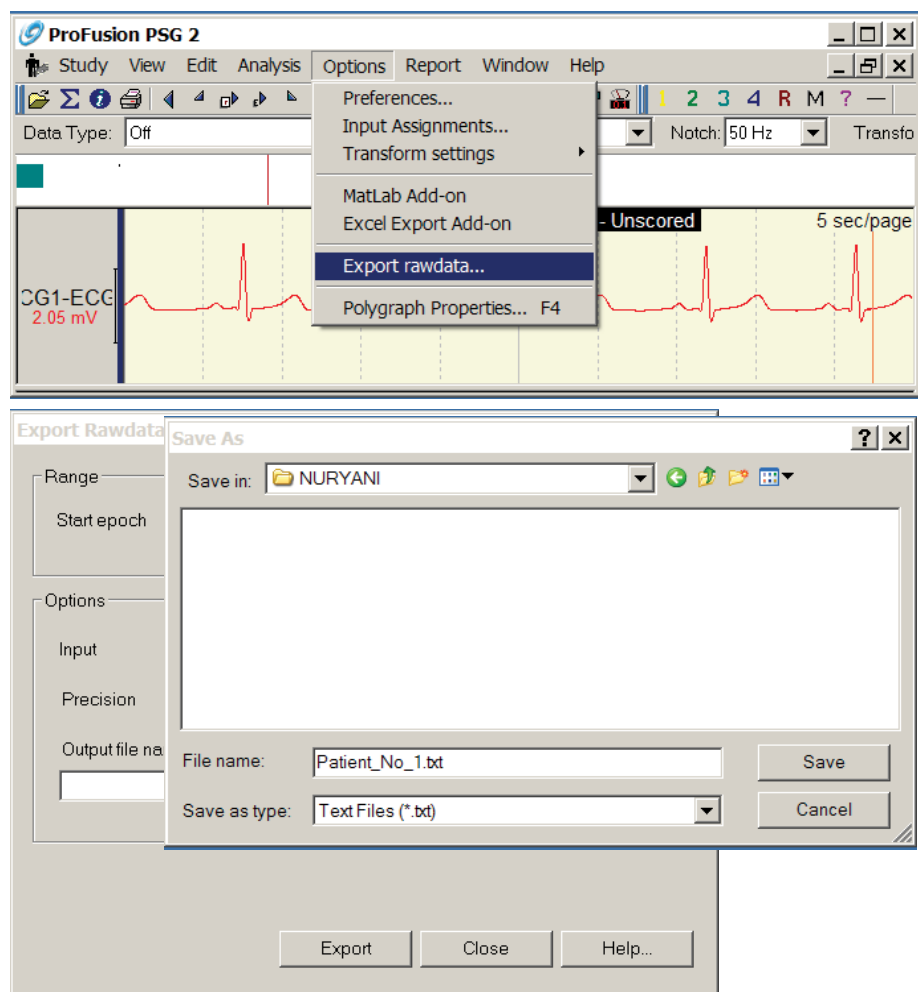 ProFusion PSG 2
Study View Edit Analysis Options Report Window Help
1 2 3 4 R M ? —
Data Type: Off Notch: 50 Hz Transfo
Preferences...
Input Assignments...
Transform settings
MatLab Add-on
Excel Export Add-on
Export rawdata...
Polygraph Properties... F4
- Unscored 5 sec/page
CG1-ECG
2.05 mV
Export Rawdata
Save As
Range
Save in: NURYANI
Start epoch
Options
Input
Precision
Output file na
File name: Patient_No_1.txt Save
Save as type: Text Files (*.txt) Cancel
Export Close Help...